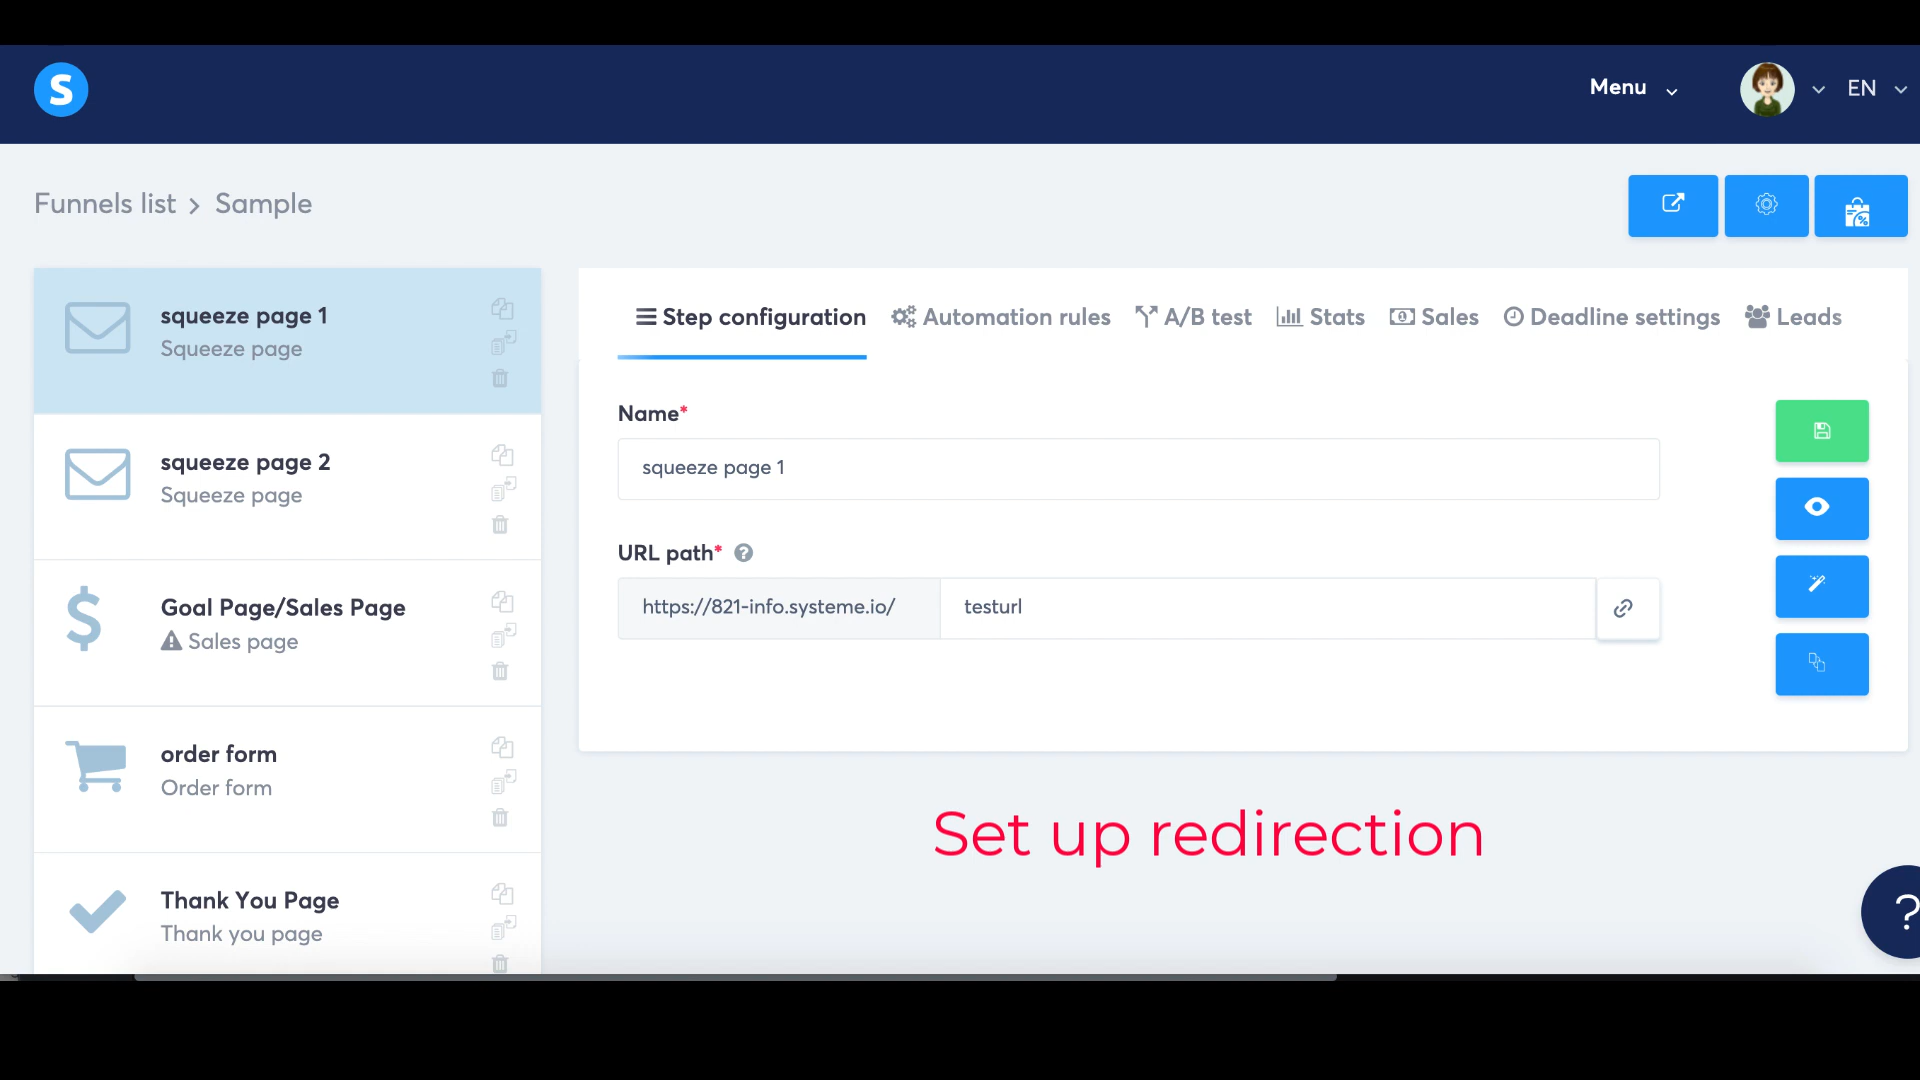 S
Menu
EN
Funnels list > Sample
squeeze page 1
Squeeze page
squeeze page 2
Squeeze page
Goal Page/Sales Page
Sales page
order form
Order form
Thank You Page
Thank you page
Step configuration Automation rules A/B test Stats Sales Deadline settings Leads
Name*
squeeze page 1
URL path* ?
https://821-info.systeme.io/ testurl
Set up redirection
?